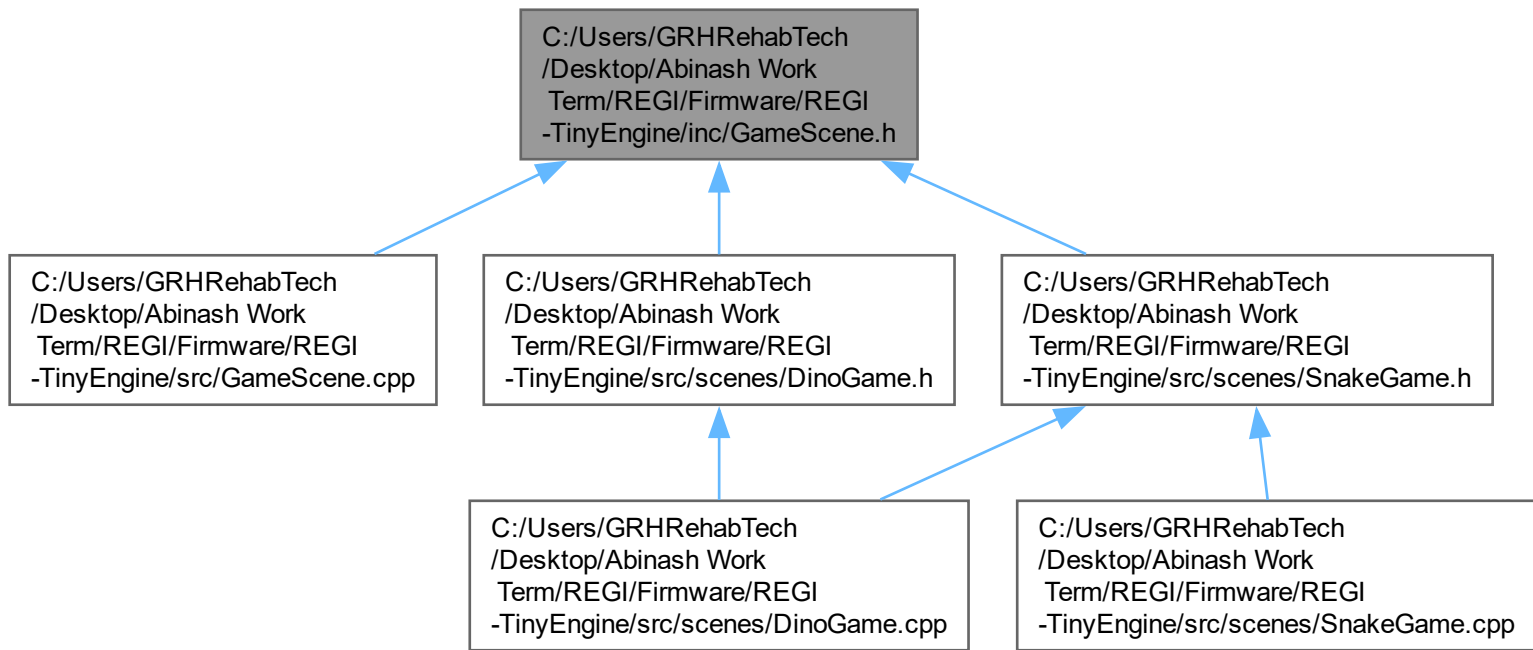 C:/Users/GRHRehabTech
/Desktop/Abinash Work
Term/REGI/Firmware/REGI
-TinyEngine/inc/GameScene.h
C:/Users/GRHRehabTech
/Desktop/Abinash Work
Term/REGI/Firmware/REGI
-TinyEngine/src/GameScene.cpp
C:/Users/GRHRehabTech
/Desktop/Abinash Work
Term/REGI/Firmware/REGI
-TinyEngine/src/scenes/DinoGame.h
C:/Users/GRHRehabTech
/Desktop/Abinash Work
Term/REGI/Firmware/REGI
-TinyEngine/src/scenes/SnakeGame.h
C:/Users/GRHRehabTech
/Desktop/Abinash Work
Term/REGI/Firmware/REGI
-TinyEngine/src/scenes/DinoGame.cpp
C:/Users/GRHRehabTech
/Desktop/Abinash Work
Term/REGI/Firmware/REGI
-TinyEngine/src/scenes/SnakeGame.cpp